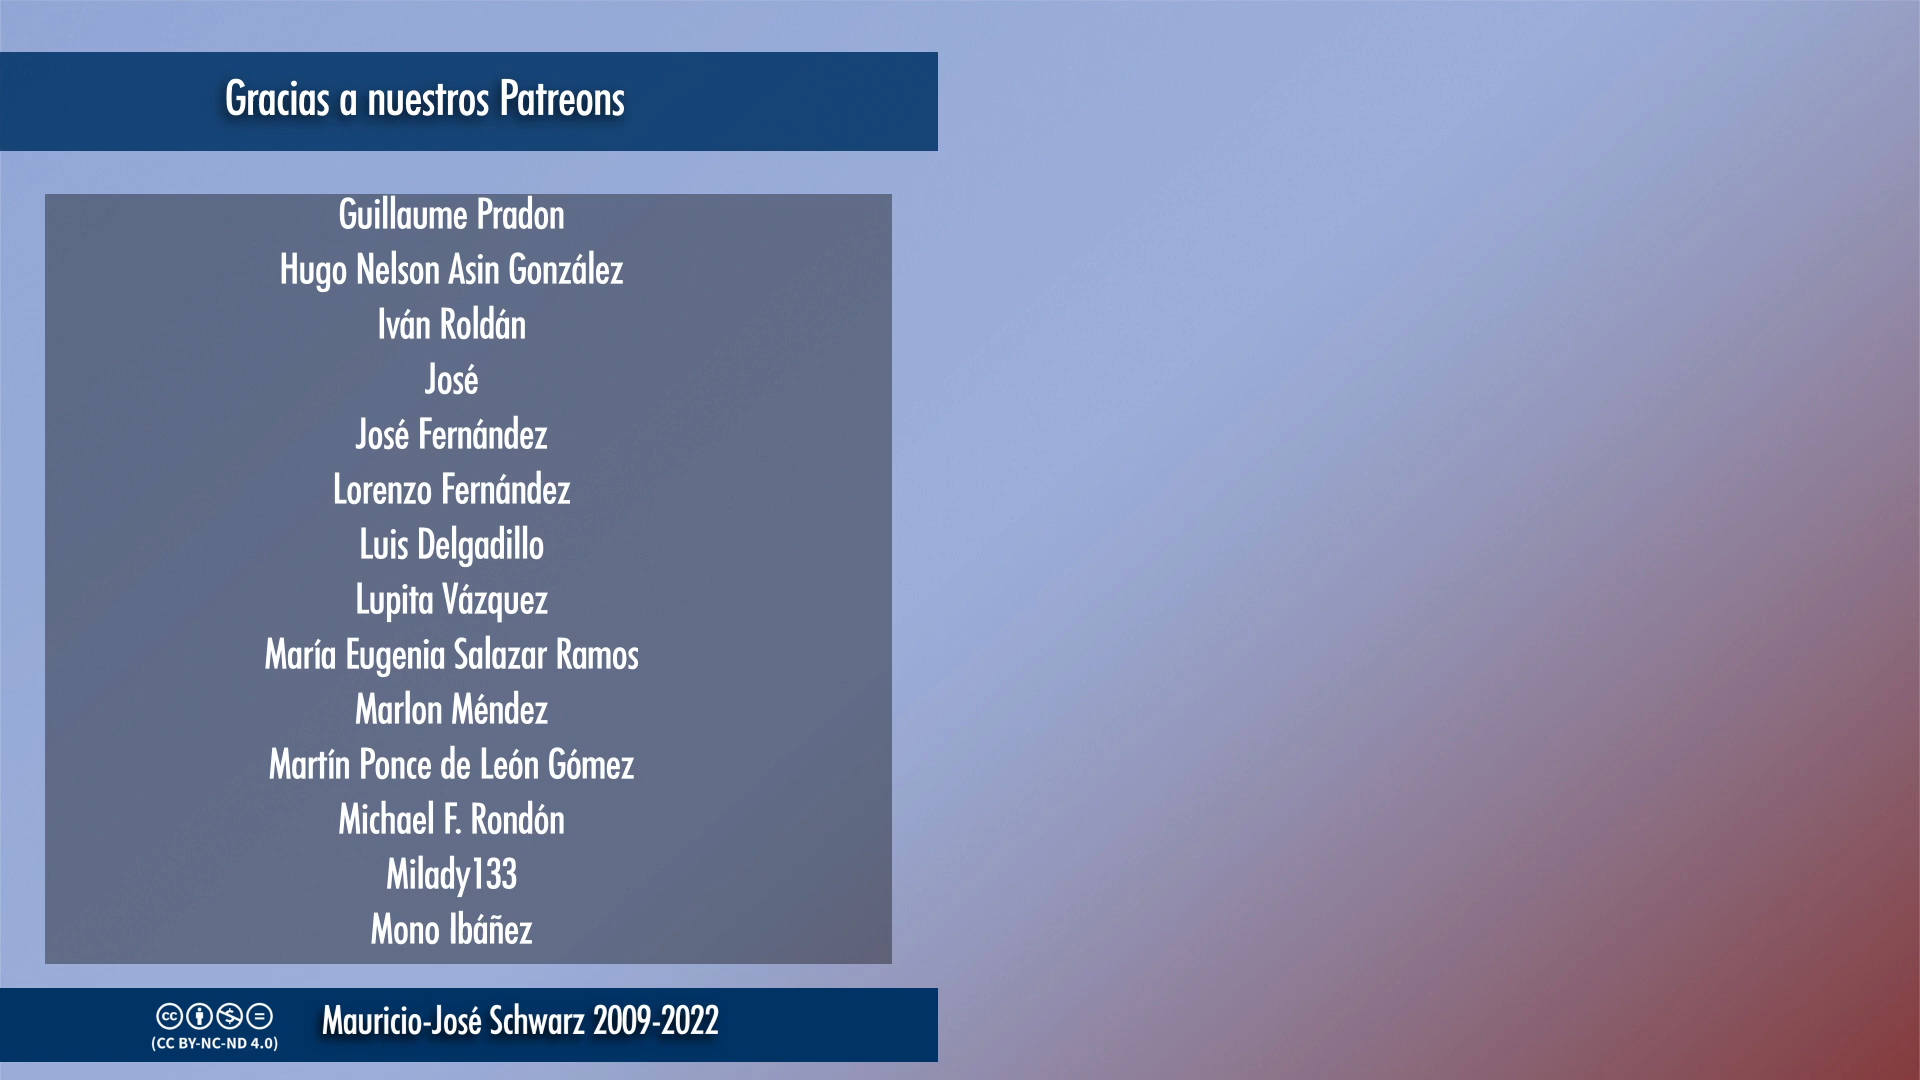 Gracias a nuestros Patreons
Guillaume Pradon
Hugo Nelson Asin González
Iván Roldán
José
José Fernández
Lorenzo Fernández
Luis Delgadillo
Lupita Vázquez
María Eugenia Salazar Ramos
Marlon Méndez
Martín Ponce de León Gómez
Michael F. Rondón
Milady133
Mono Ibáñez
cc
(CC BY-NC-ND 4.0)
Mauricio-José Schwarz 2009-2022